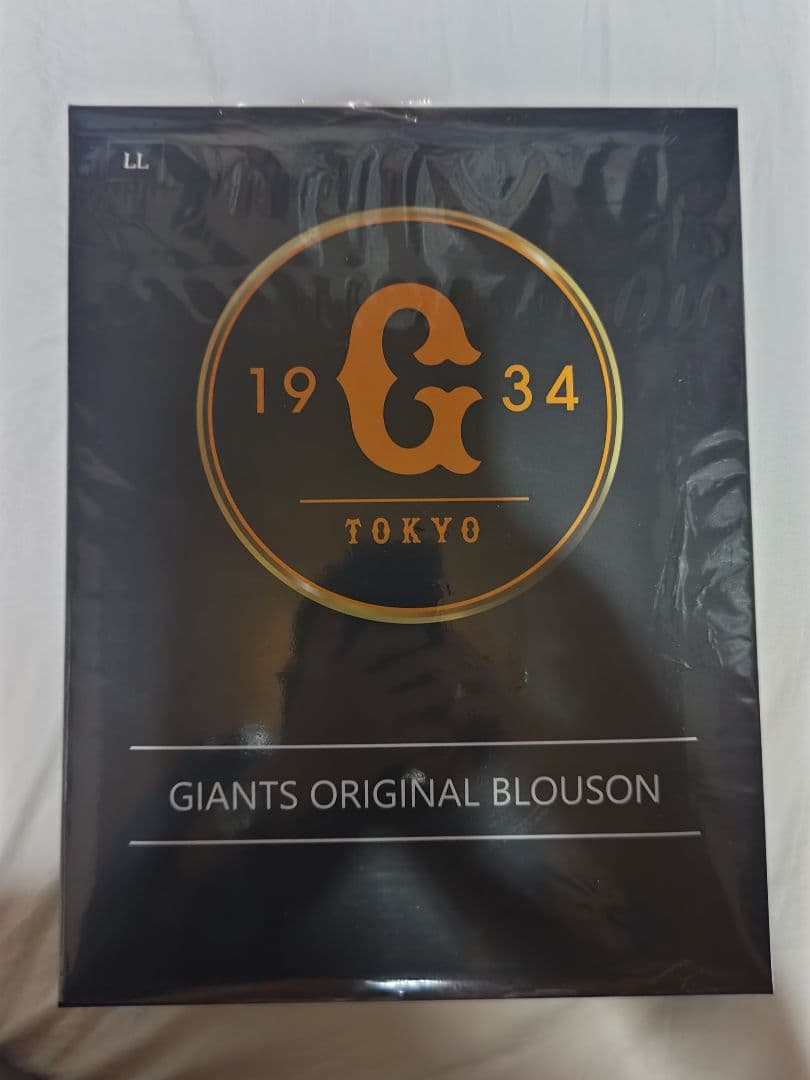 LL
19 G 34
TOKYO
GIANTS ORIGINAL BLOUSON